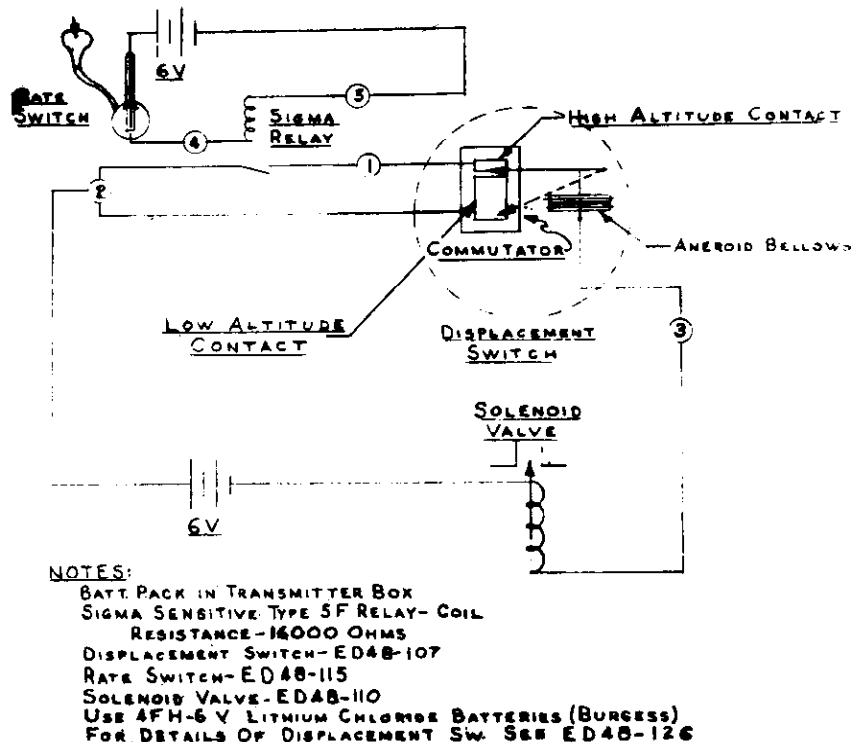 6V
RATE
SWITCH
5
SIGMA
RELAY
4
HIGH ALTITUDE CONTACT
1
2
COMMUTATOR
ANEROID BELLOWS
LOW ALTITUDE
CONTACT
DISPLACEMENT
SWITCH
3
SOLENOID
VALVE
6V
NOTES:
BATT. PACK IN TRANSMITTER BOX
SIGMA SENSITIVE TYPE 5F RELAY-COIL
RESISTANCE-16000 OHMS
DISPLACEMENT SWITCH-ED48-107
RATE SWITCH-ED48-115
SOLENOID VALVE-ED48-110
USE 4FH-6 V LITHIUM CHLORIDE BATTERIES (BURGESS)
FOR DETAILS OF DISPLACEMENT SW. SEE ED48-126